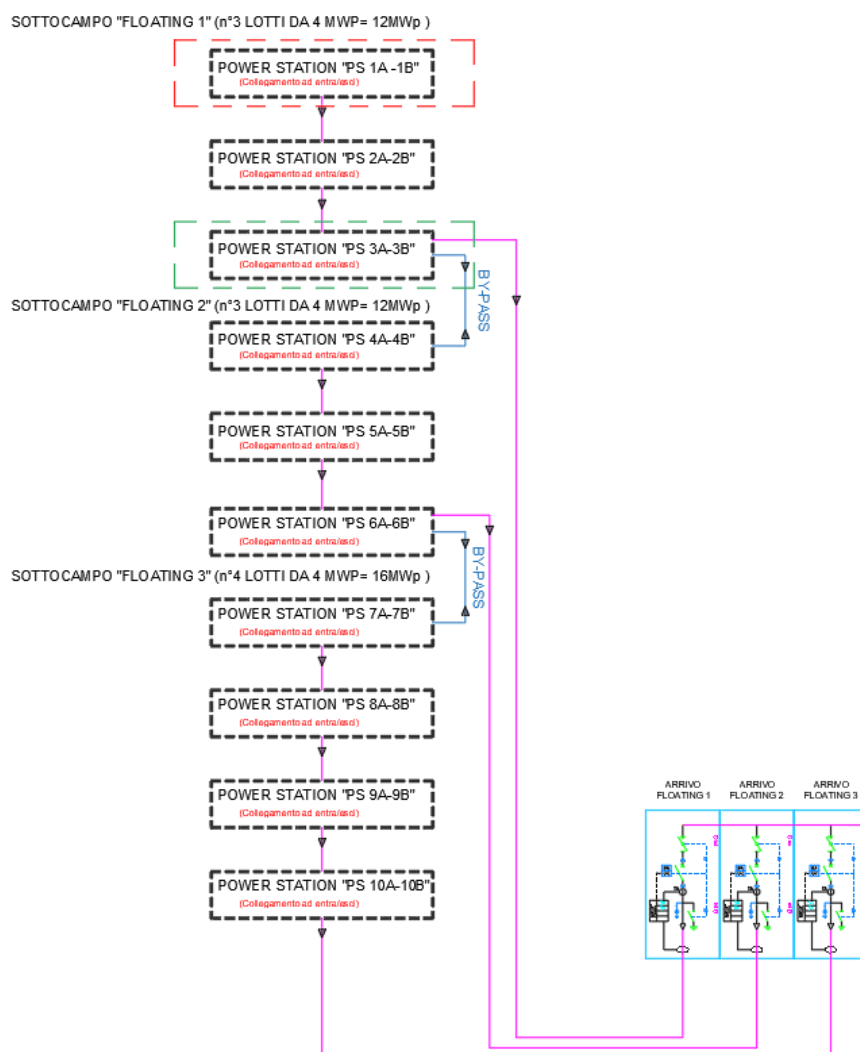 SOTTOCAMPO "FLOATING 1" (n°3 LOTTI DA 4 MWP= 12MWp )
POWER STATION "PS 1A -1B"
(Collegamento ad entra/esci)
POWER STATION "PS 2A-2B"
(Collegamento ad entra/esci)
POWER STATION "PS 3A-3B"
(Collegamento ad entra/esci)
BY-PASS
SOTTOCAMPO "FLOATING 2" (n°3 LOTTI DA 4 MWP= 12MWp )
POWER STATION "PS 4A-4B"
(Collegamento ad entra/esci)
POWER STATION "PS 5A-5B"
(Collegamento ad entra/esci)
POWER STATION "PS 6A-6B"
(Collegamento ad entra/esci)
BY-PASS
SOTTOCAMPO "FLOATING 3" (n°4 LOTTI DA 4 MWP= 16MWp )
POWER STATION "PS 7A-7B"
(Collegamento ad entra/esci)
POWER STATION "PS 8A-8B"
(Collegamento ad entra/esci)
POWER STATION "PS 9A-9B"
(Collegamento ad entra/esci)
POWER STATION "PS 10A-10B"
(Collegamento ad entra/esci)
ARRIVO
FLOATING 1
ARRIVO
FLOATING 2
ARRIVO
FLOATING 3